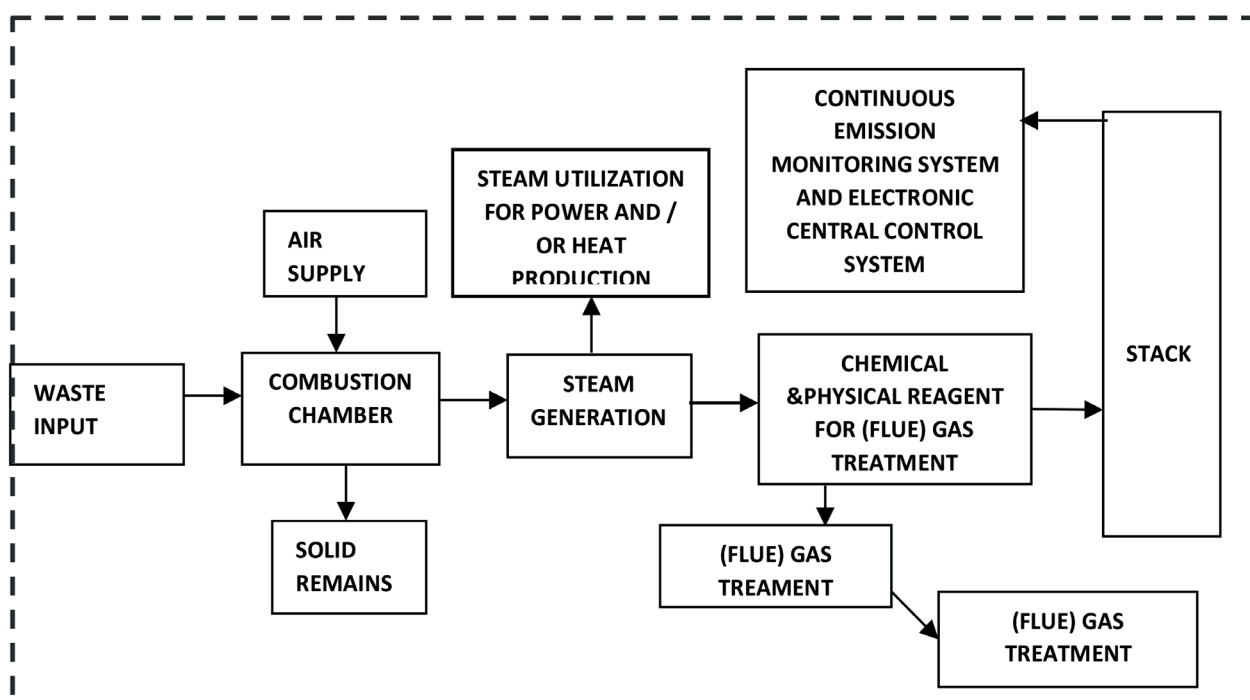 CONTINUOUS
EMISSION
MONITORING SYSTEM
AND ELECTRONIC
CENTRAL CONTROL
SYSTEM
STEAM UTILIZATION
FOR POWER AND /
OR HEAT
PRODUCTION
AIR
SUPPLY
WASTE
INPUT
COMBUSTION
CHAMBER
STEAM
GENERATION
CHEMICAL
&PHYSICAL REAGENT
FOR (FLUE) GAS
TREATMENT
STACK
SOLID
REMAINS
(FLUE) GAS
TREAMENT
(FLUE) GAS
TREATMENT